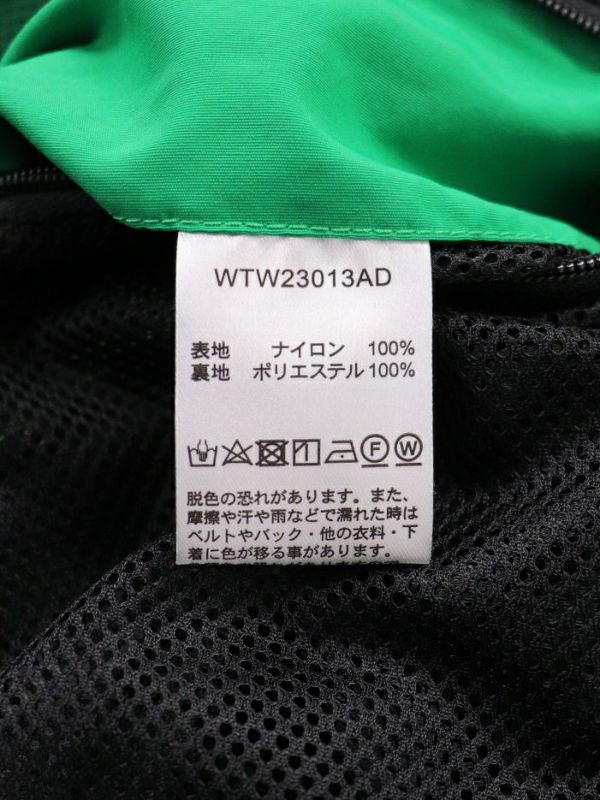 WTW23013AD
表地 ナイロン 100%
裏地 ポリエステル 100%
F W
脱色の恐れがあります。また、
摩擦や汗や雨などで濡れた時は
ベルトやバック・他の衣料・下
着に色が移る事があります。